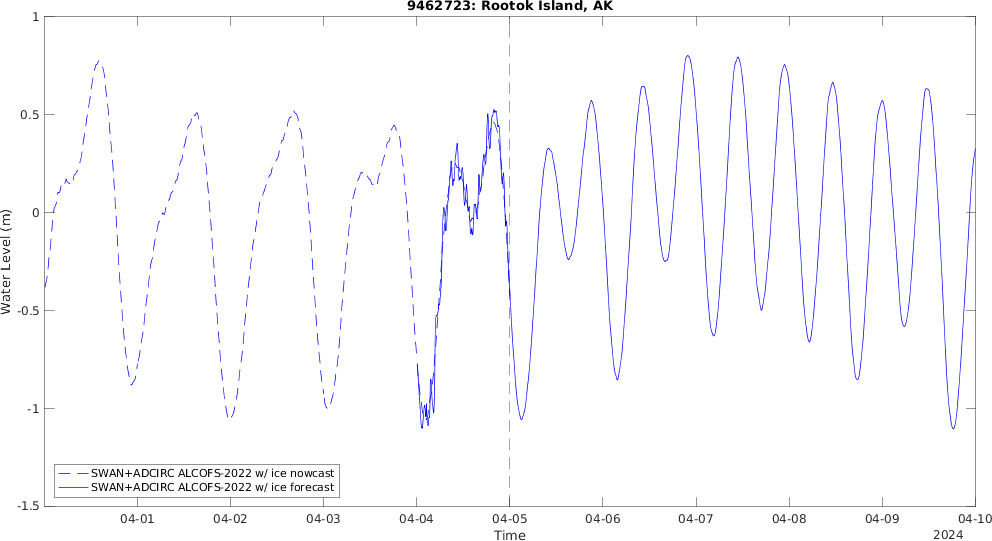 9462723: Rootok Island, AK
1
0.5
0
-0.5
-1
-1.5
Water Level (m)
SWAN+ADCIRC ALCOFS-2022 w/ ice nowcast
SWAN+ADCIRC ALCOFS-2022 w/ ice forecast
04-01 04-02 04-03 04-04 04-05 04-06 04-07 04-08 04-09 04-10
Time
2024